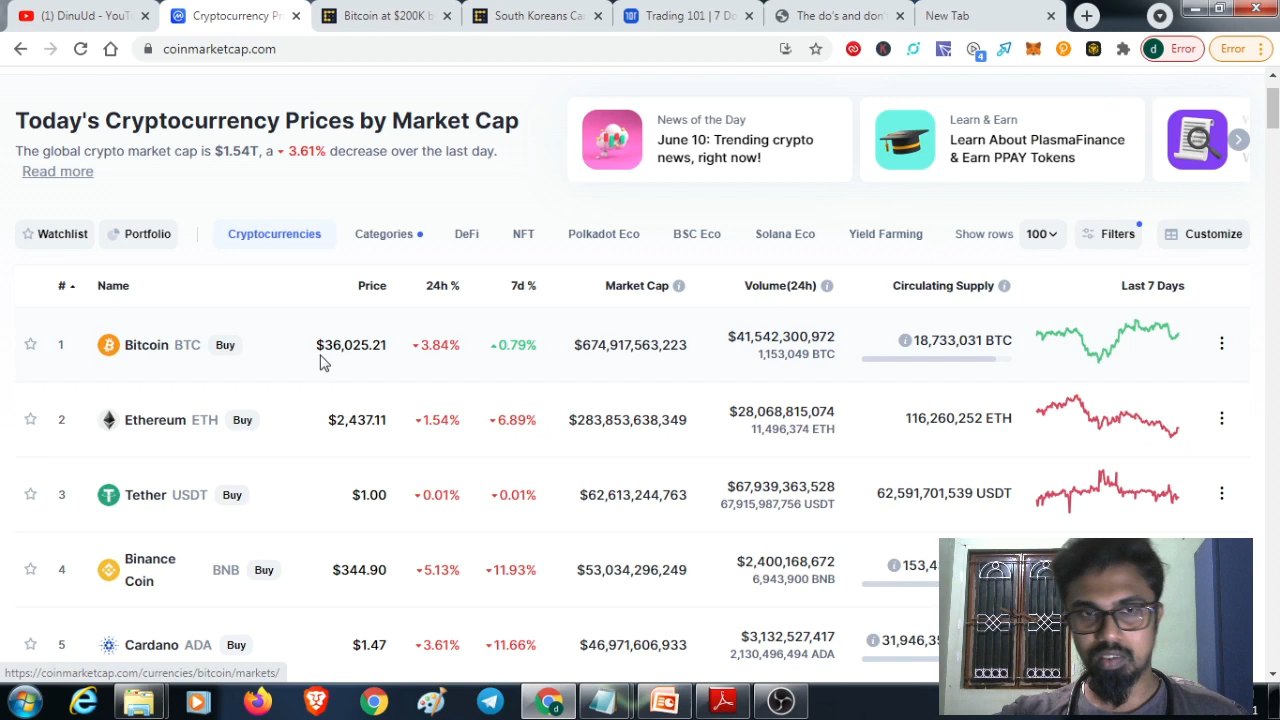 (1) DinuUd - YouT
Cryptocurrency Pr
Bitcoin at $200K b
South Koreans Ca
Trading 101 | 7 Do
The do's and don'
New Tab
coinmarketcap.com
4
d Error
Error
Today's Cryptocurrency Prices by Market Cap
The global crypto market cap is $1.54T, a 3.61% decrease over the last day.
Read more
News of the Day
June 10: Trending crypto
news, right now!
Learn & Earn
Learn About PlasmaFinance
& Earn PPAY Tokens
Watchlist Portfolio Cryptocurrencies Categories DeFi NFT Polkadot Eco BSC Eco Solana Eco Yield Farming Show rows 100 Filters Customize
# Name Price 24h % 7d % Market Cap Volume(24h) Circulating Supply Last 7 Days
1 Bitcoin BTC Buy $36,025.21 3.84% 0.79% $674,917,563,223 $41,542,300,972 18,733,031 BTC
1,153,049 BTC
2 Ethereum ETH Buy $2,437.11 1.54% 6.89% $283,853,638,349 $28,068,815,074 116,260,252 ETH
11,496,374 ETH
3 Tether USDT Buy $1.00 0.01% 0.01% $62,613,244,763 $67,939,363,528 62,591,701,539 USDT
67,915,987,756 USDT
4 Binance Coin BNB Buy $344.90 5.13% 11.93% $53,034,296,249 $2,400,168,672 153,4
6,943,900 BNB
5 Cardano ADA Buy $1.47 3.61% 11.66% $46,971,606,933 $3,132,527,417 31,946,35
2,130,496,494 ADA
https://coinmarketcap.com/currencies/bitcoin/markets/